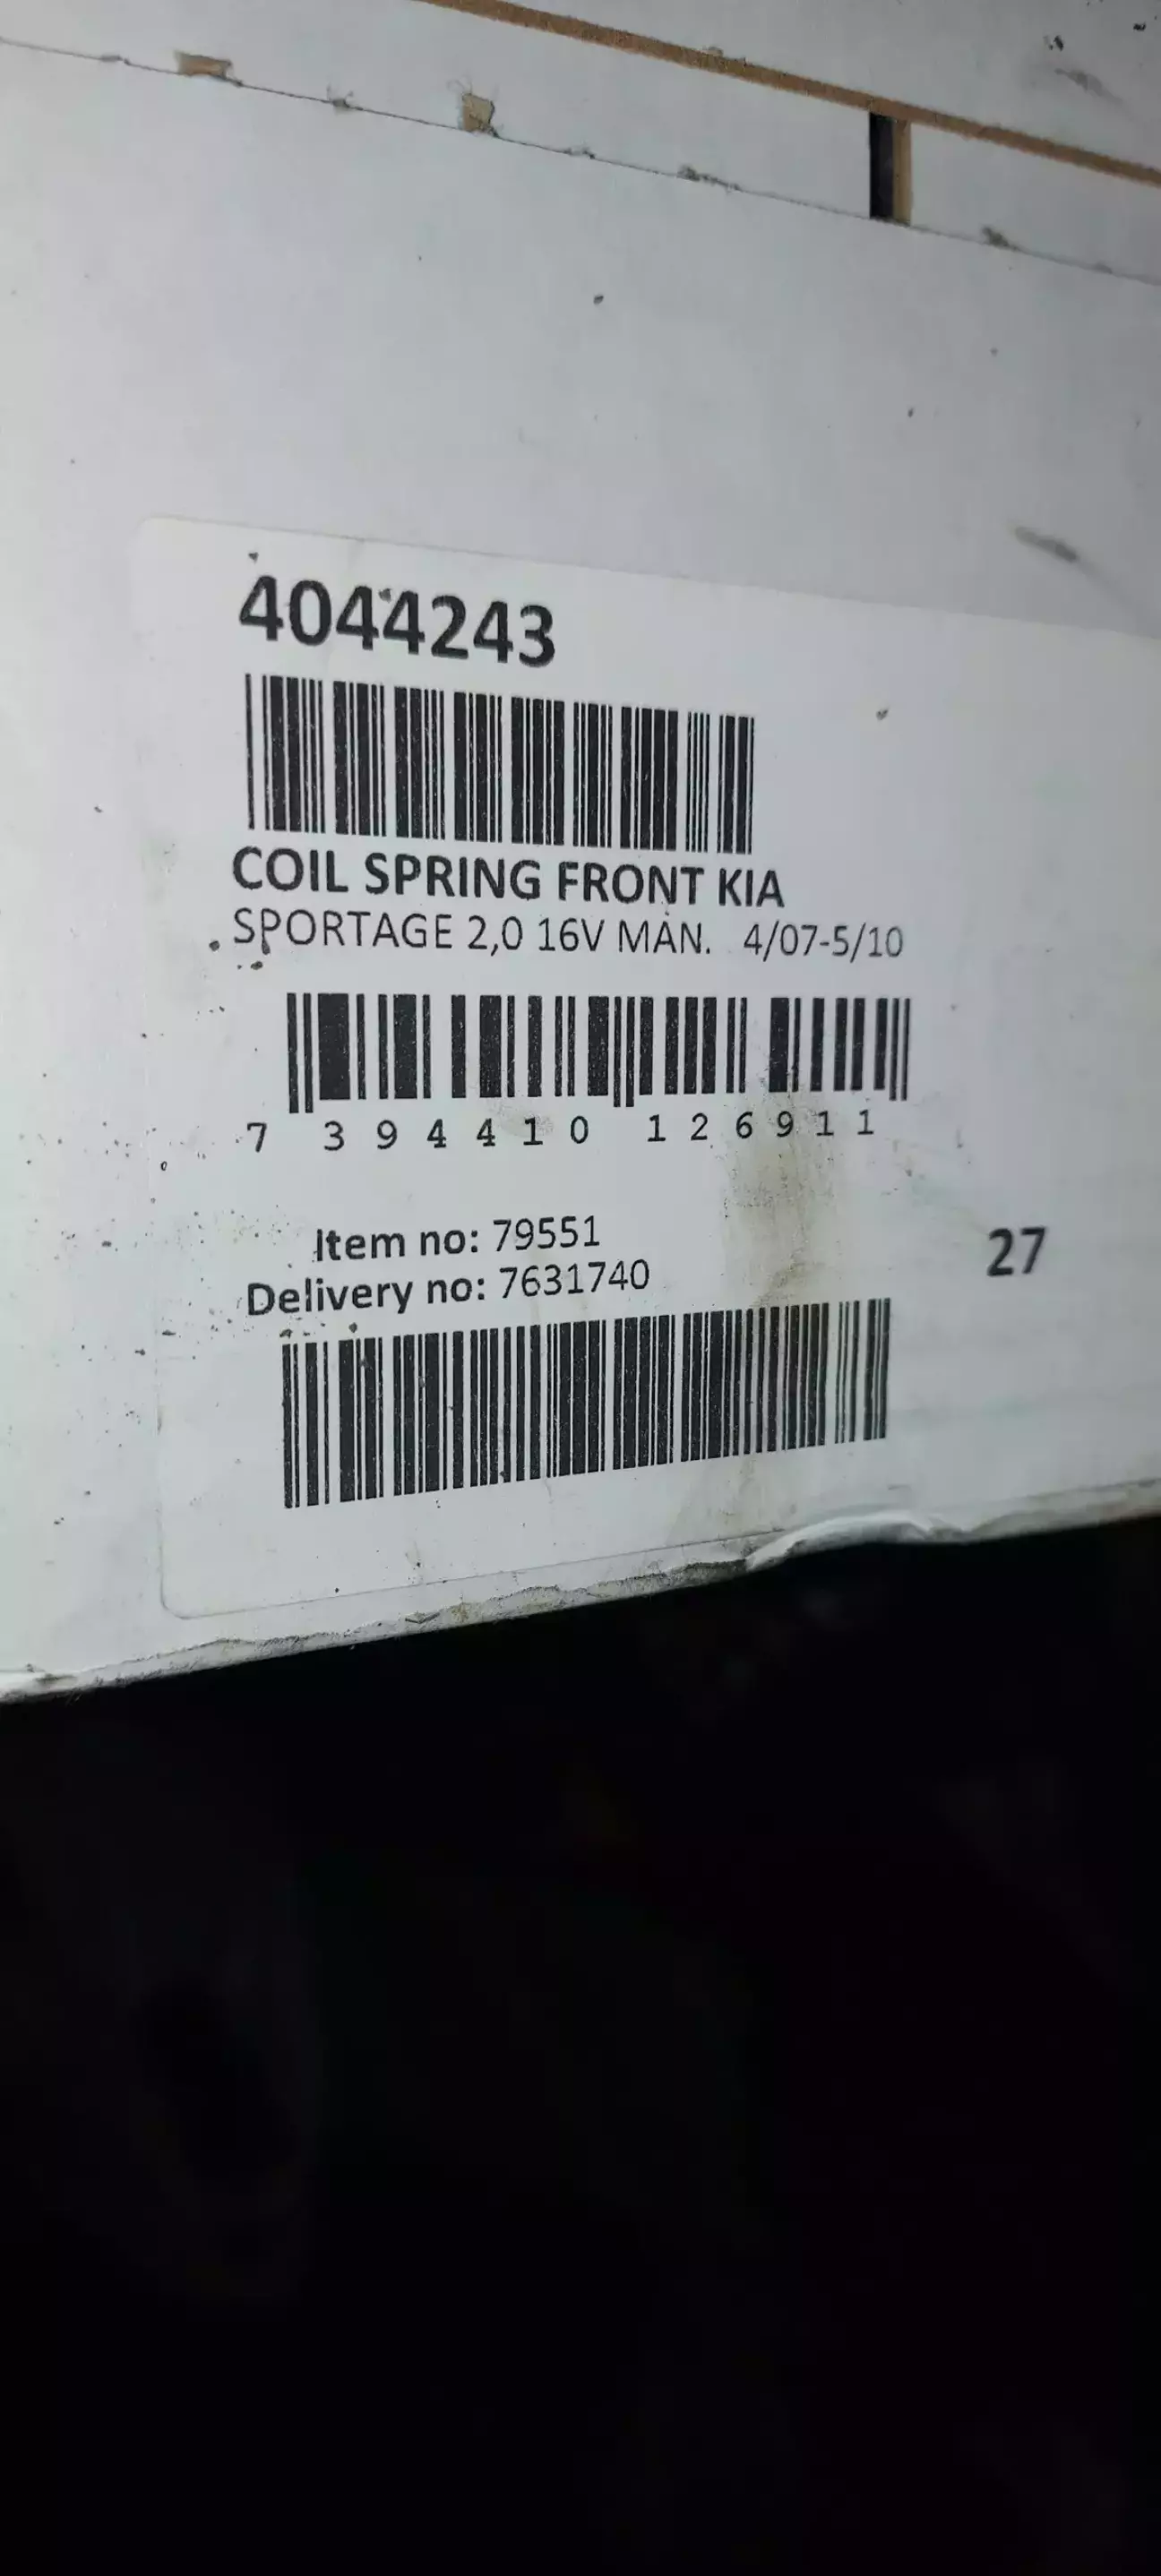 4044243
COIL SPRING FRONT KIA
SPORTAGE 2,0 16V MAN. 4/07-5/10
7 394410 126911
Item no: 79551
Delivery no: 7631740
27